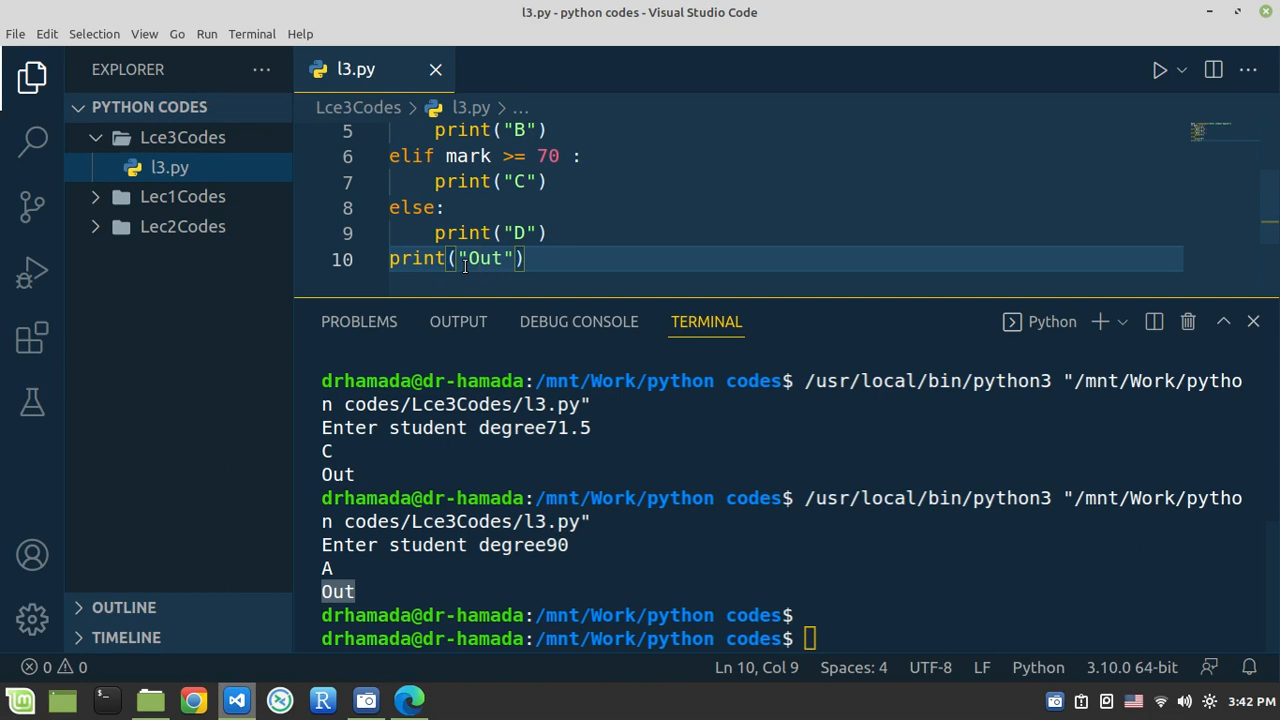 l3.py - python codes - Visual Studio Code
File Edit Selection View Go Run Terminal Help
EXPLORER
l3.py
PYTHON CODES
Lce3Codes
l3.py
Lec1Codes
Lec2Codes
OUTLINE
TIMELINE
Lce3Codes > l3.py > ...
5 print("B")
6 elif mark >= 70 :
7 print("C")
8 else:
9 print("D")
10 print("Out")
PROBLEMS OUTPUT DEBUG CONSOLE TERMINAL Python
drhamada@dr-hamada:/mnt/Work/python codes$ /usr/local/bin/python3 "/mnt/Work/pytho
n codes/Lce3Codes/l3.py"
Enter student degree71.5
C
Out
drhamada@dr-hamada:/mnt/Work/python codes$ /usr/local/bin/python3 "/mnt/Work/pytho
n codes/Lce3Codes/l3.py"
Enter student degree90
A
Out
drhamada@dr-hamada:/mnt/Work/python codes$
drhamada@dr-hamada:/mnt/Work/python codes$
0 0 Ln 10, Col 9 Spaces: 4 UTF-8 LF Python 3.10.0 64-bit
3:42 PM